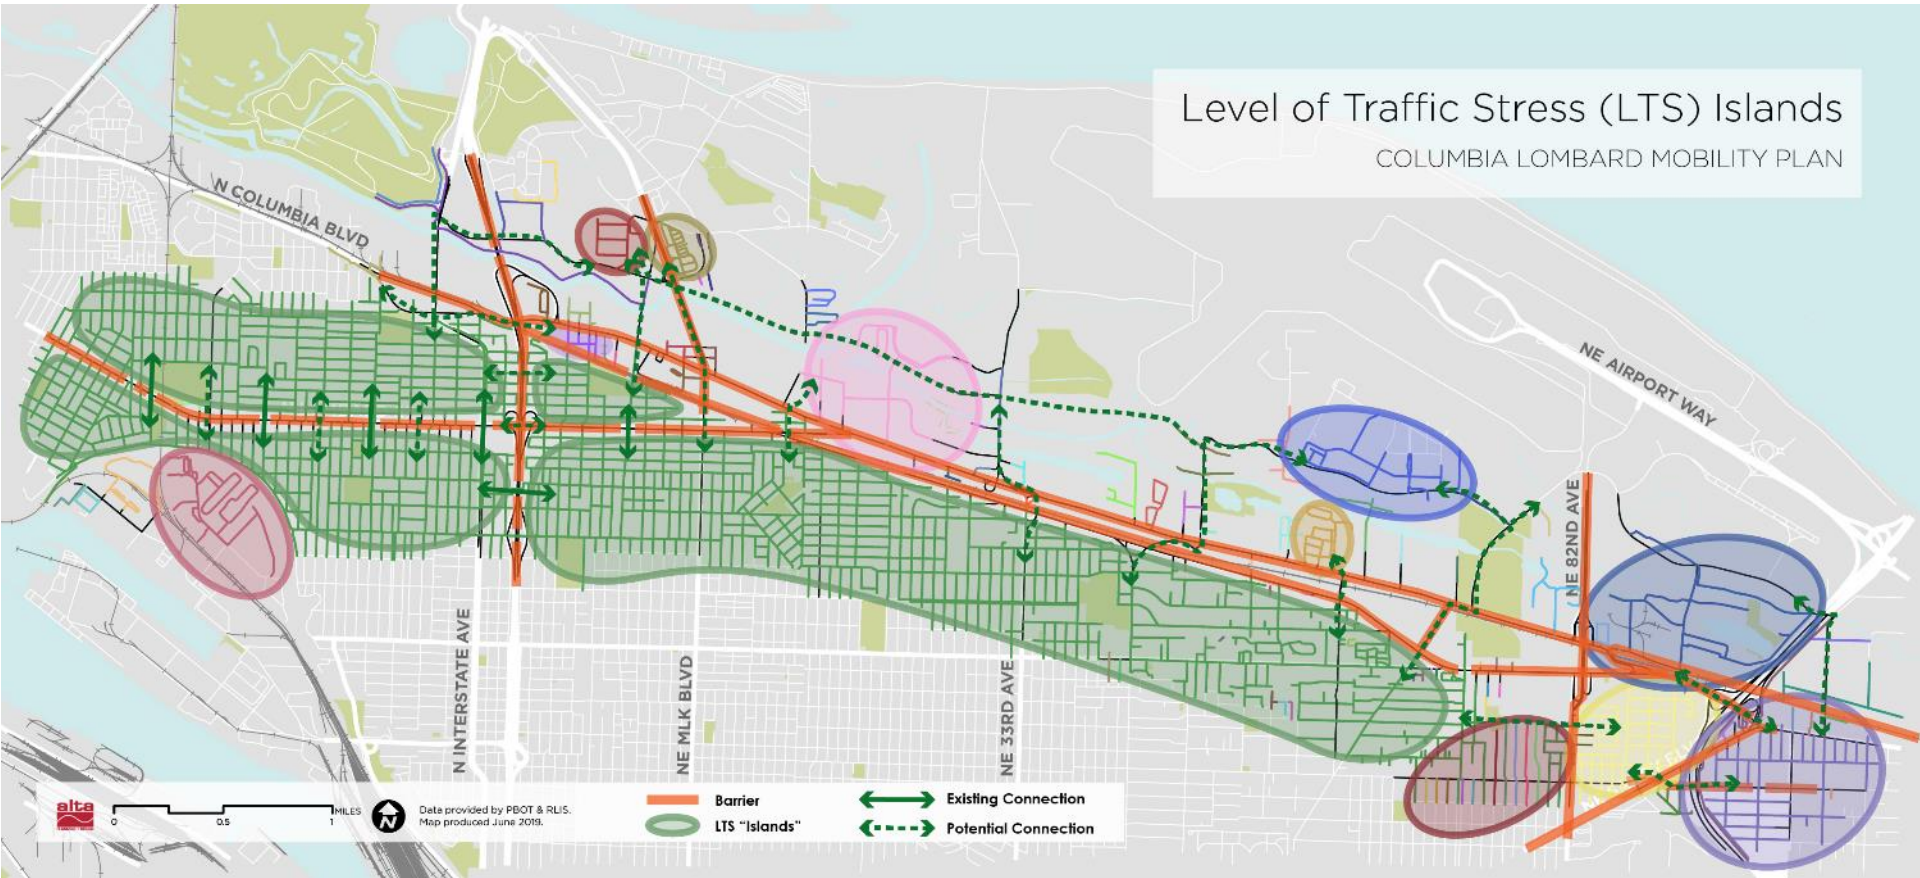 Level of Traffic Stress (LTS) Islands
COLUMBIA LOMBARD MOBILITY PLAN
N COLUMBIA BLVD
NE AIRPORT WAY
NE 82ND AVE
N INTERSTATE AVE
NE MLK BLVD
NE 33RD AVE
alta
0 0.5 1 MILES
N
Data provided by PBOT & RLIS.
Map produced June 2019.
Barrier
LTS "Islands"
Existing Connection
Potential Connection